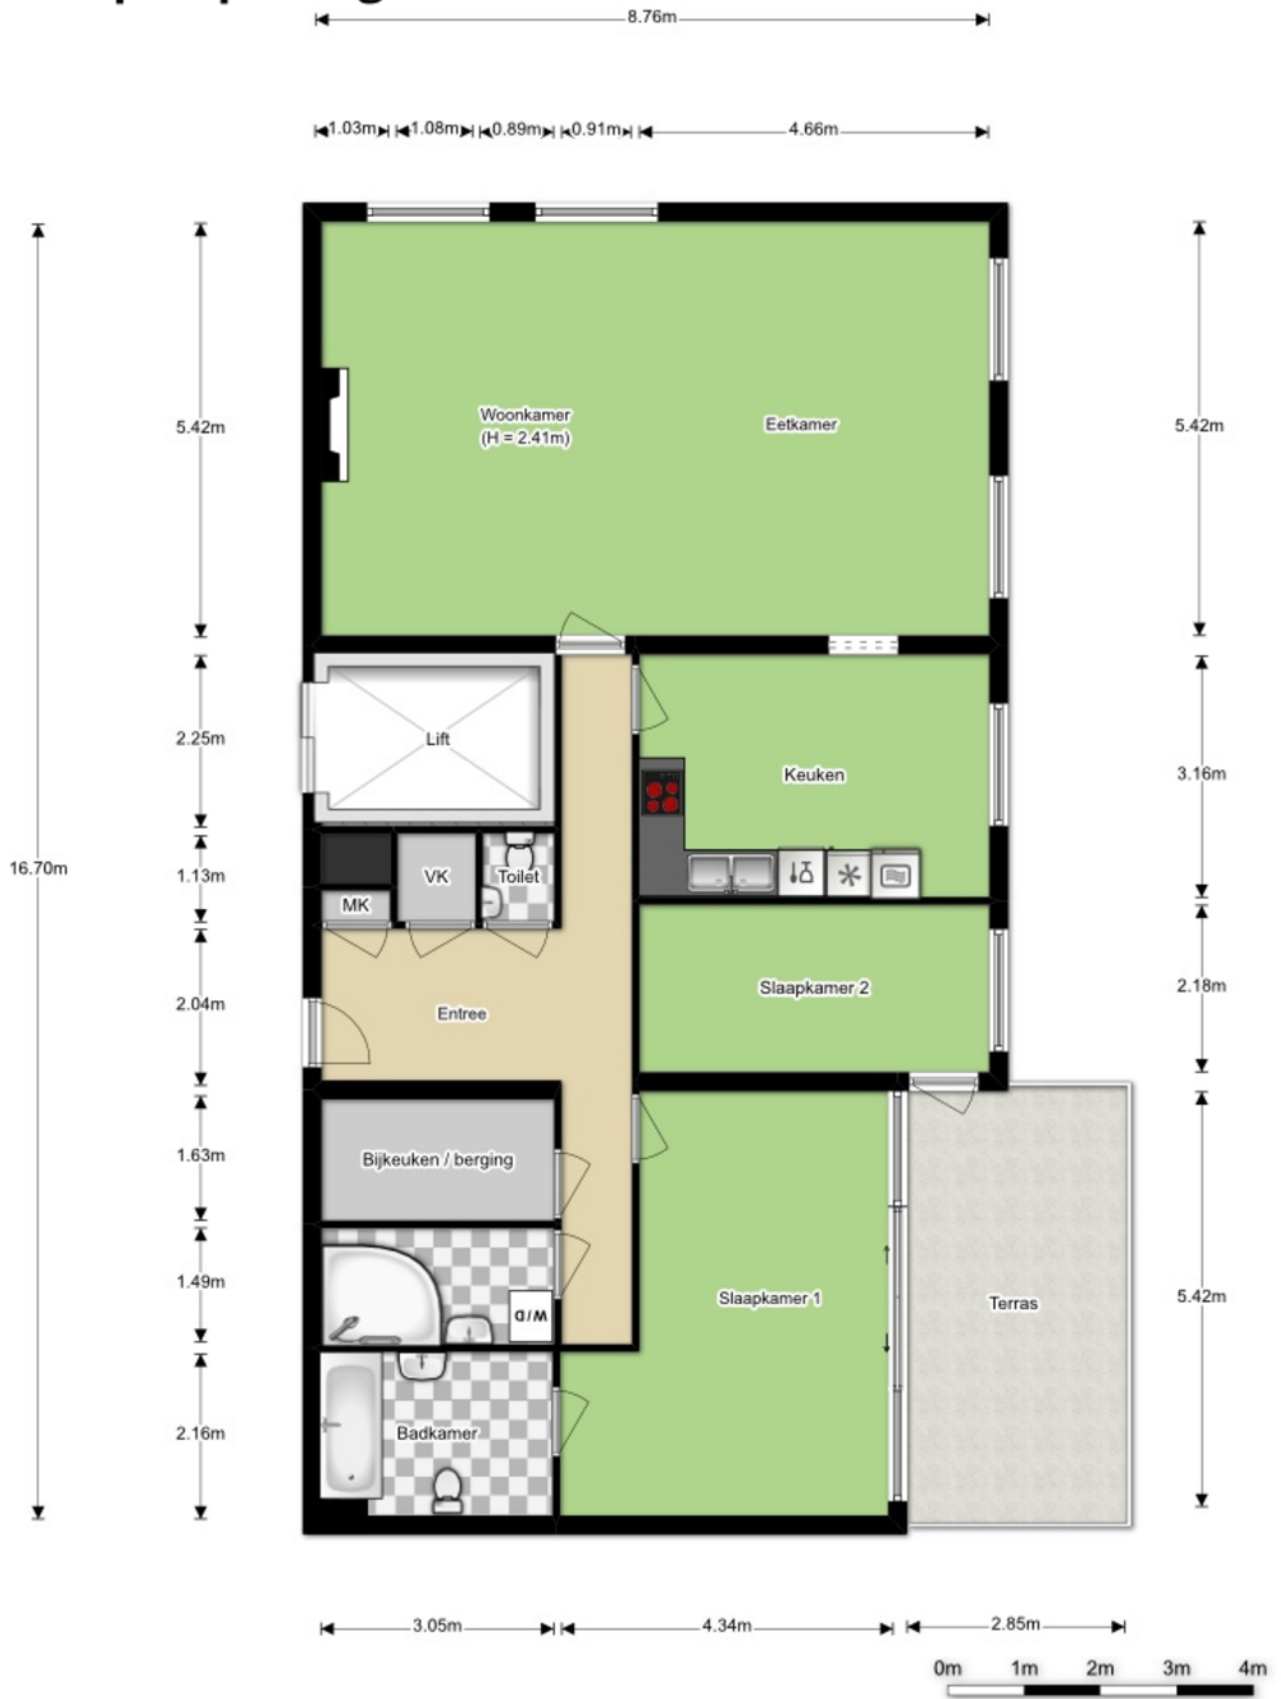 8.76m
1.03m
1.08m
0.89m
0.91m
4.66m
5.42m
5.42m
Woonkamer
(H = 2.41m)
Eetkamer
2.25m
Lift
Keuken
3.16m
16.70m
1.13m
MK
VK
Toilet
2.04m
Entree
Slaapkamer 2
2.18m
1.63m
Bijkeuken / berging
1.49m
W/D
Slaapkamer 1
Terras
5.42m
2.16m
Badkamer
3.05m
4.34m
2.85m
0m 1m 2m 3m 4m